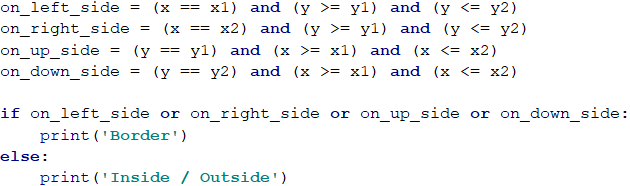 on_left_side = (x == x1) and (y >= y1) and (y <= y2)
on_right_side = (x == x2) and (y >= y1) and (y <= y2)
on_up_side = (y == y1) and (x >= x1) and (x <= x2)
on_down_side = (y == y2) and (x >= x1) and (x <= x2)

if on_left_side or on_right_side or on_up_side or on_down_side:
    print('Border')
else:
    print('Inside / Outside')